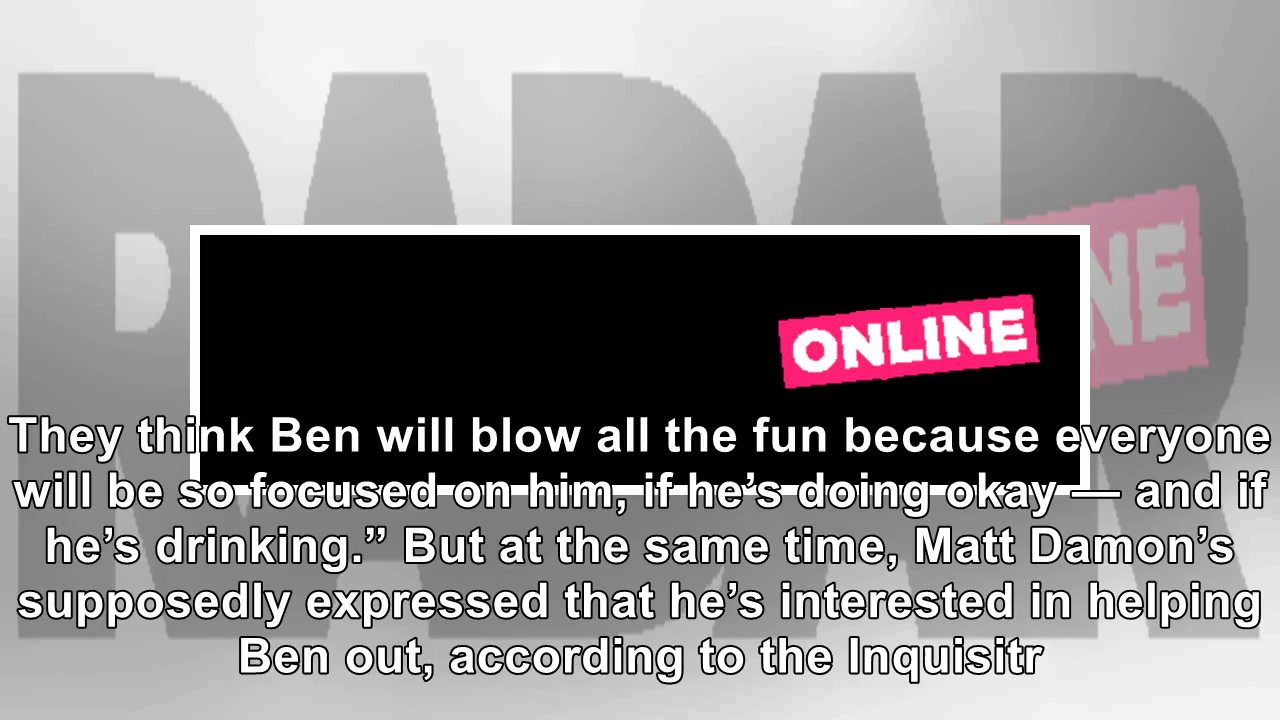 RADAR
NE
ONLINE
They think Ben will blow all the fun because everyone
will be so focused on him, if he’s doing okay — and if
he’s drinking.” But at the same time, Matt Damon’s
supposedly expressed that he’s interested in helping
Ben out, according to the Inquisitr